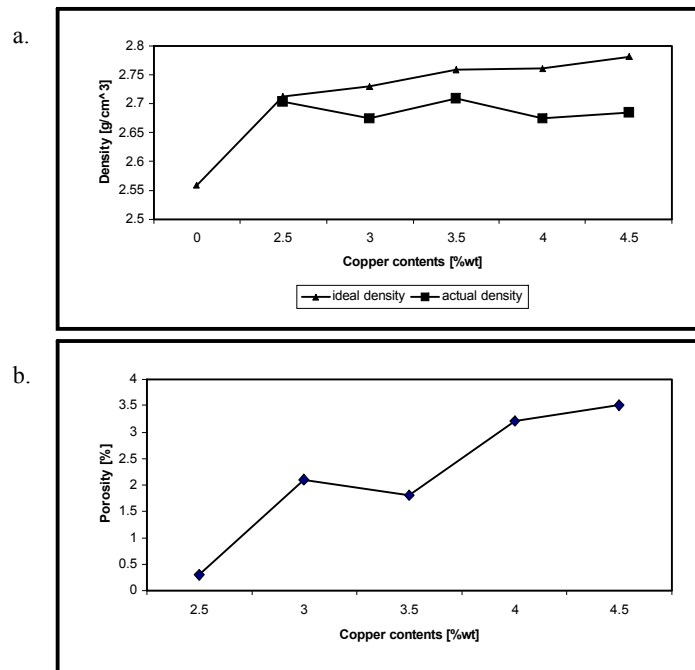 a.
2.8
2.75
2.7
2.65
2.6
2.55
2.5
Density [g/cm^3]
0 2.5 3 3.5 4 4.5
Copper contents [%wt]
ideal density actual density
b.
4
3.5
3
2.5
2
1.5
1
0.5
0
Porosity [%]
2.5 3 3.5 4 4.5
Copper contents [%wt]